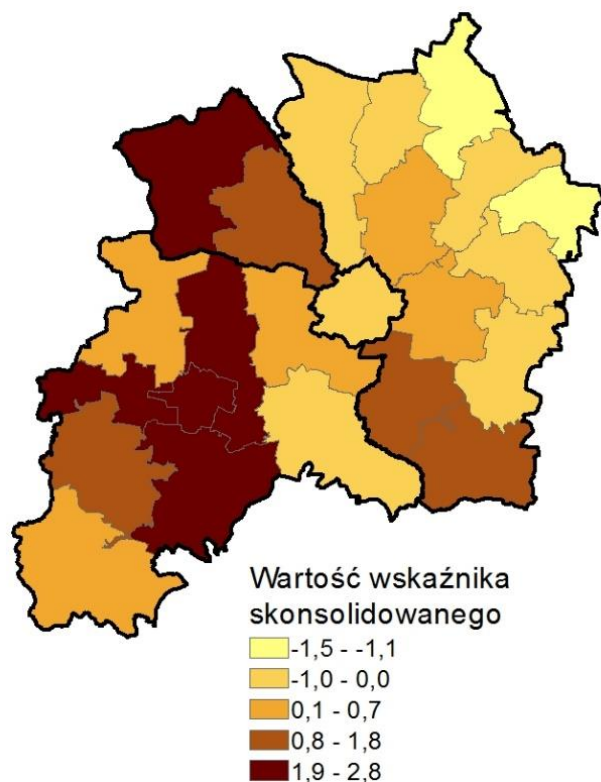 Wartość wskaźnika
skonsolidowanego
-1,5 - -1,1
-1,0 - 0,0
0,1 - 0,7
0,8 - 1,8
1,9 - 2,8